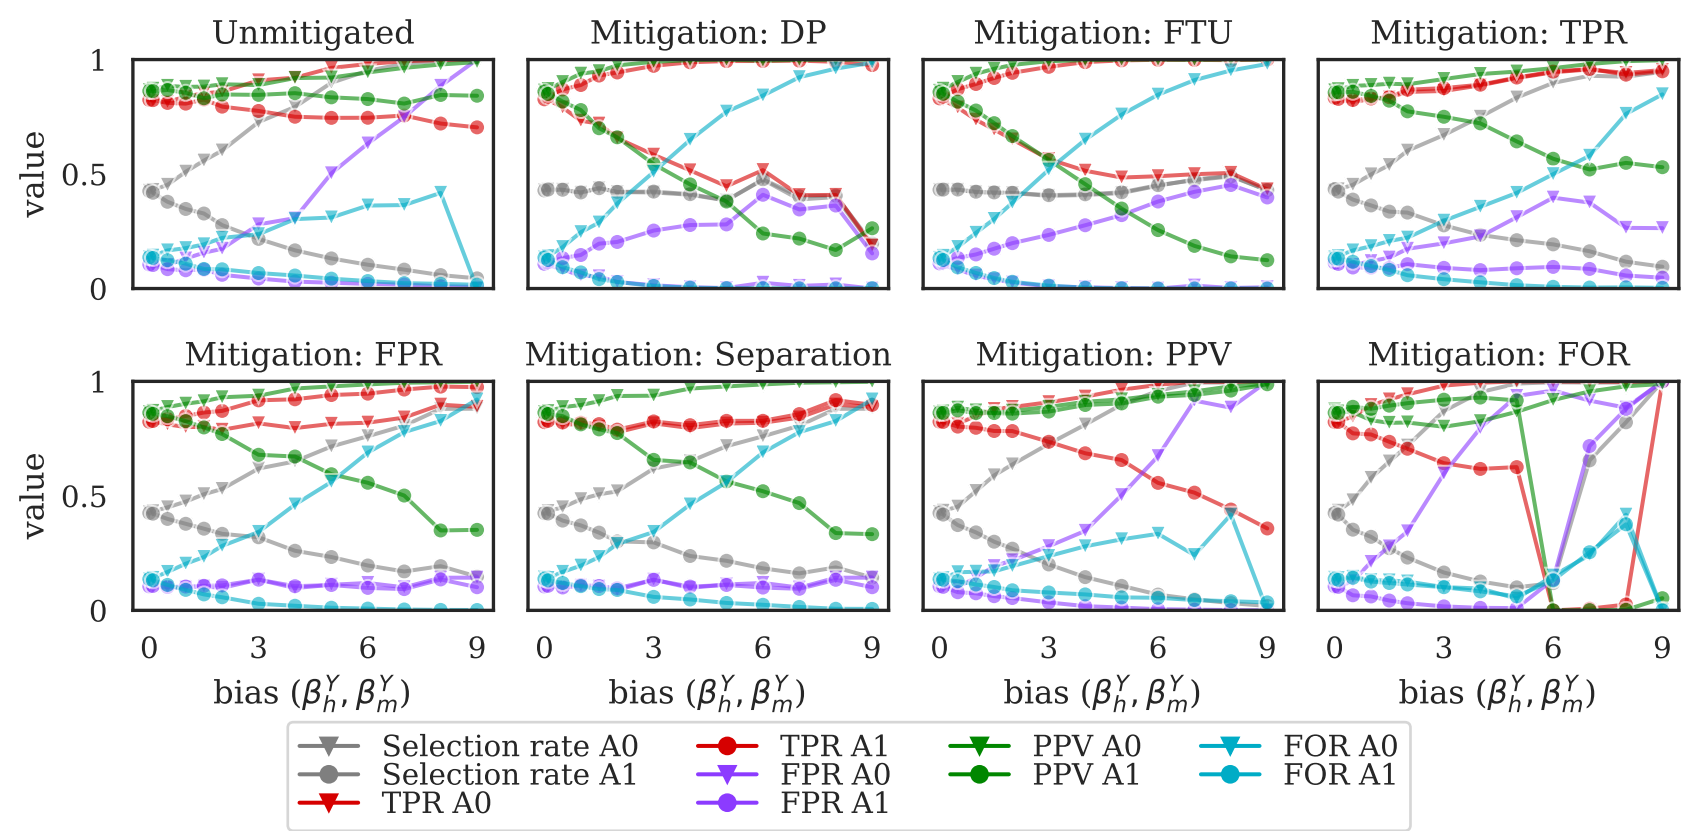 Unmitigated
Mitigation: DP
Mitigation: FTU
Mitigation: TPR
1
0.5
0
value
Mitigation: FPR
Mitigation: Separation
Mitigation: PPV
Mitigation: FOR
1
0.5
0
value
0 3 6 9
0 3 6 9
0 3 6 9
0 3 6 9
bias (β_h^Y, β_m^Y)
bias (β_h^Y, β_m^Y)
bias (β_h^Y, β_m^Y)
bias (β_h^Y, β_m^Y)
Selection rate A0
Selection rate A1
TPR A0
TPR A1
FPR A0
FPR A1
PPV A0
PPV A1
FOR A0
FOR A1